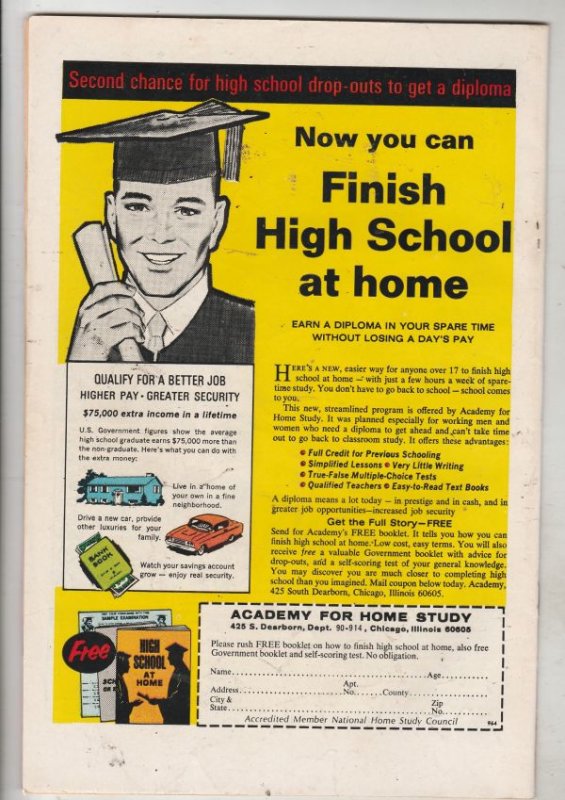 Second chance for high school drop-outs to get a diploma
Now you can
Finish
High School
at home
EARN A DIPLOMA IN YOUR SPARE TIME
WITHOUT LOSING A DAY'S PAY
HERE'S A NEW, easier way for anyone over 17 to finish high
school at home — with just a few hours a week of spare-
time study. You don't have to go back to school — school comes
to you.
This new, streamlined program is offered by Academy for
Home Study. It was planned especially for working men and
women who need a diploma to get ahead and can't take time
out to go back to classroom study. It offers these advantages:
• Full Credit for Previous Schooling
• Simplified Lessons • Very Little Writing
• True-False Multiple-Choice Tests
• Qualified Teachers • Easy-to-Read Text Books
A diploma means a lot today – in prestige and in cash, and in
greater job opportunities–increased job security
Get the Full Story–FREE
Send for Academy's FREE booklet. It tells you how you can
finish high school at home. Low cost, easy terms. You will also
receive free a valuable Government booklet with advice for
drop-outs, and a self-scoring test of your general knowledge.
You may discover you are much closer to completing high
school than you imagined. Mail coupon below today. Academy,
425 South Dearborn, Chicago, Illinois 60605.
QUALIFY FOR A BETTER JOB
HIGHER PAY • GREATER SECURITY
$75,000 extra income in a lifetime
U.S. Government figures show the average
high school graduate earns $75,000 more than
the non-graduate. Here's what you can do with
the extra money:
Live in a home of
your own in a fine
neighborhood.
Drive a new car, provide
other luxuries for your
family.
BANK
BOOK
Watch your savings account
grow — enjoy real security.
SAMPLE EXAMINATION
Free
HIGH
SCHOOL
AT
HOME
ACADEMY FOR HOME STUDY
425 S. Dearborn, Dept. 90-914, Chicago, Illinois 60605
Please rush FREE booklet on how to finish high school at home, also free
Government booklet and self-scoring test. No obligation.
Name Age
Apt.
Address No. County
City & Zip
State No.
Accredited Member National Home Study Council